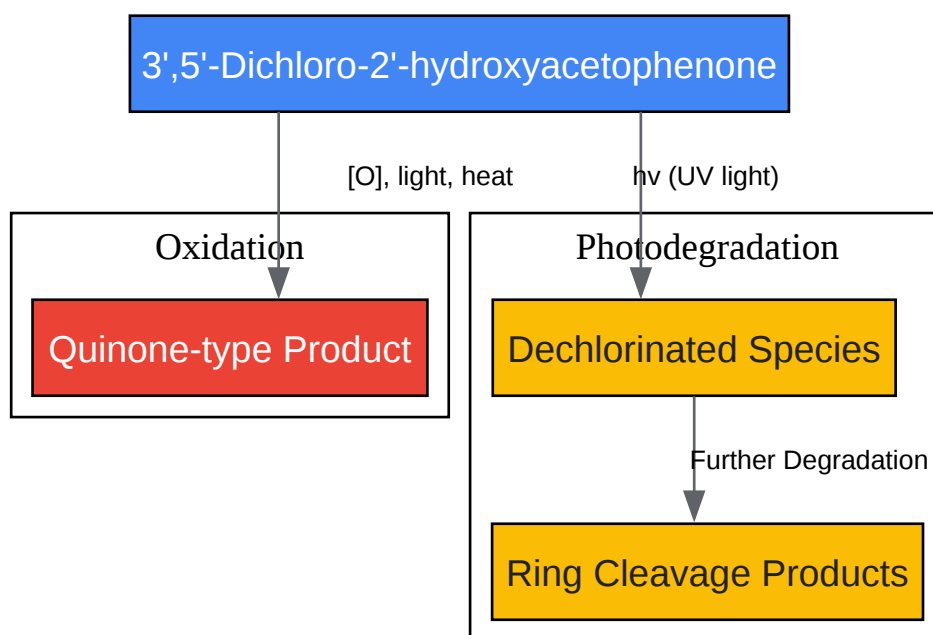 3',5'-Dichloro-2'-hydroxyacetophenone
[O], light, heat
hv (UV light)
Oxidation
Photodegradation
Quinone-type Product
Dechlorinated Species
Further Degradation
Ring Cleavage Products